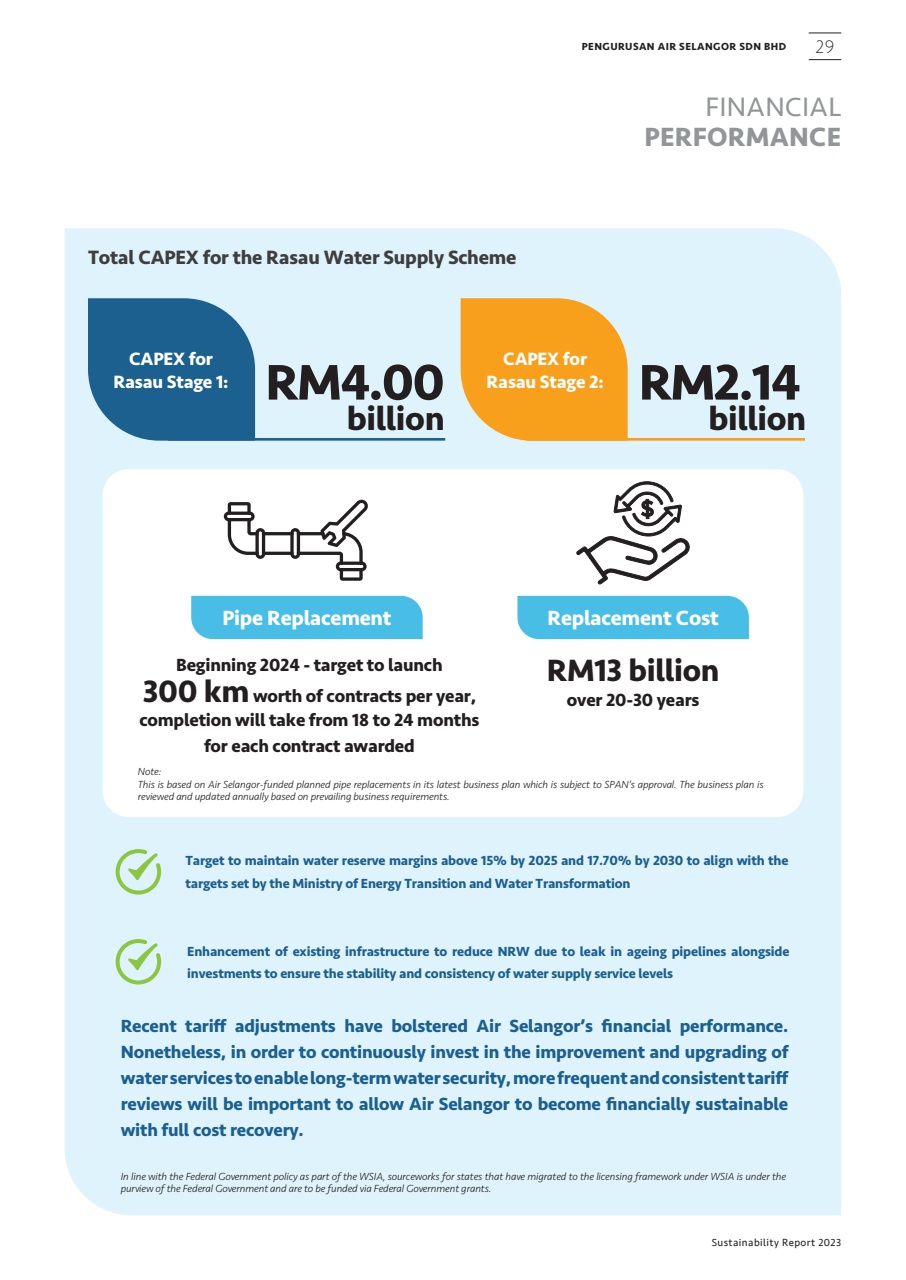 PENGURUSAN AIR SELANGOR SDN BHD
29
FINANCIAL
PERFORMANCE
Total CAPEX for the Rasau Water Supply Scheme
CAPEX for
Rasau Stage 1:
RM4.00
billion
CAPEX for
Rasau Stage 2:
RM2.14
billion
$
Pipe Replacement
Beginning 2024 - target to launch
300 km worth of contracts per year,
completion will take from 18 to 24 months
for each contract awarded
Replacement Cost
RM13 billion
over 20-30 years
Note:
This is based on Air Selangor-funded planned pipe replacements in its latest business plan which is subject to SPAN's approval. The business plan is
reviewed and updated annually based on prevailing business requirements.
Target to maintain water reserve margins above 15% by 2025 and 17.70% by 2030 to align with the
targets set by the Ministry of Energy Transition and Water Transformation
Enhancement of existing infrastructure to reduce NRW due to leak in ageing pipelines alongside
investments to ensure the stability and consistency of water supply service levels
Recent tariff adjustments have bolstered Air Selangor's financial performance.
Nonetheless, in order to continuously invest in the improvement and upgrading of
water services to enable long-term water security, more frequent and consistent tariff
reviews will be important to allow Air Selangor to become financially sustainable
with full cost recovery.
In line with the Federal Government policy as part of the WSIA, sourceworks for states that have migrated to the licensing framework under WSIA is under the
purview of the Federal Government and are to be funded via Federal Government grants.
Sustainability Report 2023